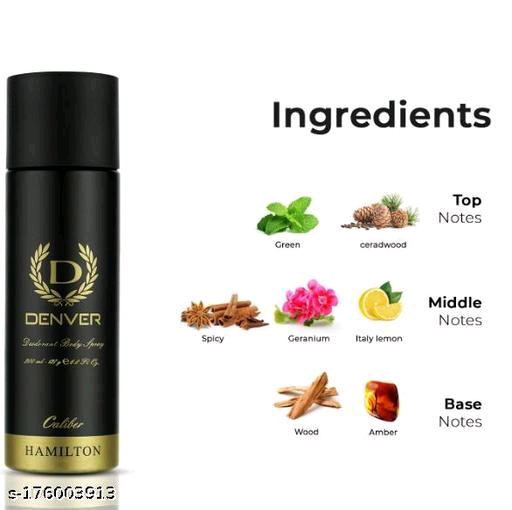 Ingredients
Top
Notes
Green
ceradwood
Middle
Notes
Spicy
Geranium
Italy lemon
Base
Notes
Wood
Amber
D
DENVER
Deodorant Body Spray
Caliber
HAMILTON
s-176003913